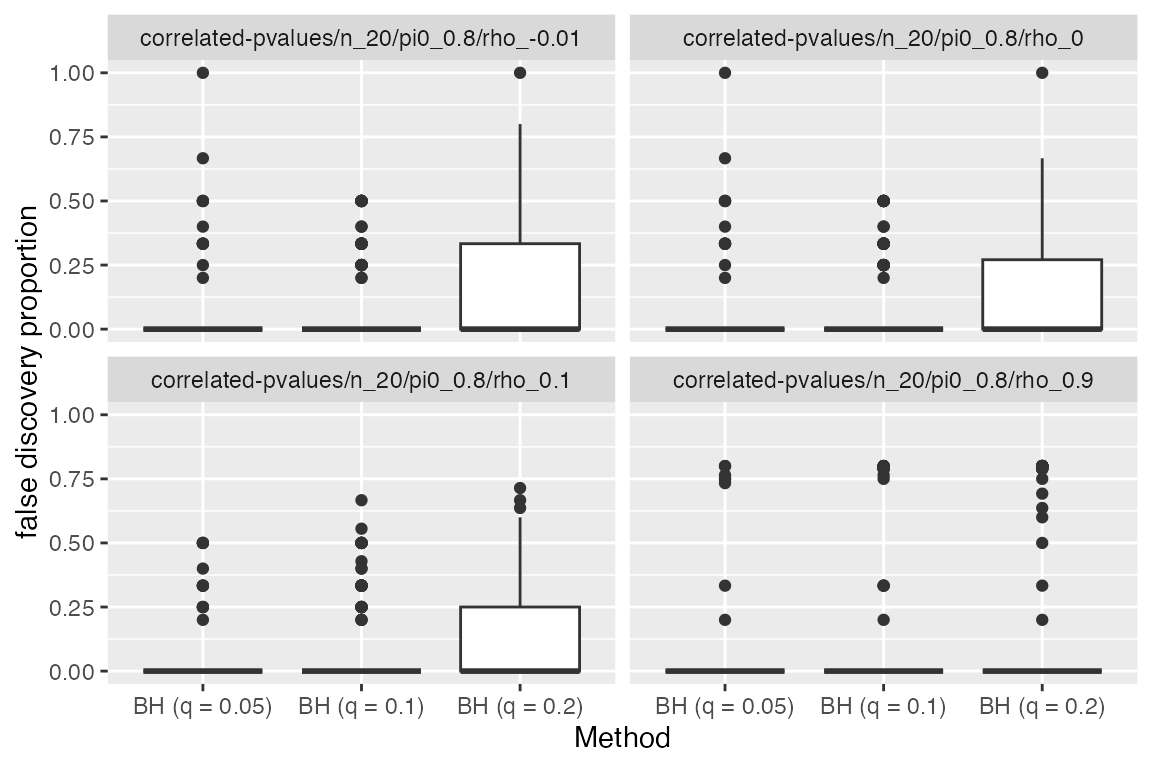 correlated-pvalues/n_20/pi0_0.8/rho_-0.01
correlated-pvalues/n_20/pi0_0.8/rho_0
1.00
0.75
0.50
0.25
0.00
correlated-pvalues/n_20/pi0_0.8/rho_0.1
correlated-pvalues/n_20/pi0_0.8/rho_0.9
1.00
0.75
0.50
0.25
0.00
false discovery proportion
BH (q = 0.05)
BH (q = 0.1)
BH (q = 0.2)
BH (q = 0.05)
BH (q = 0.1)
BH (q = 0.2)
Method